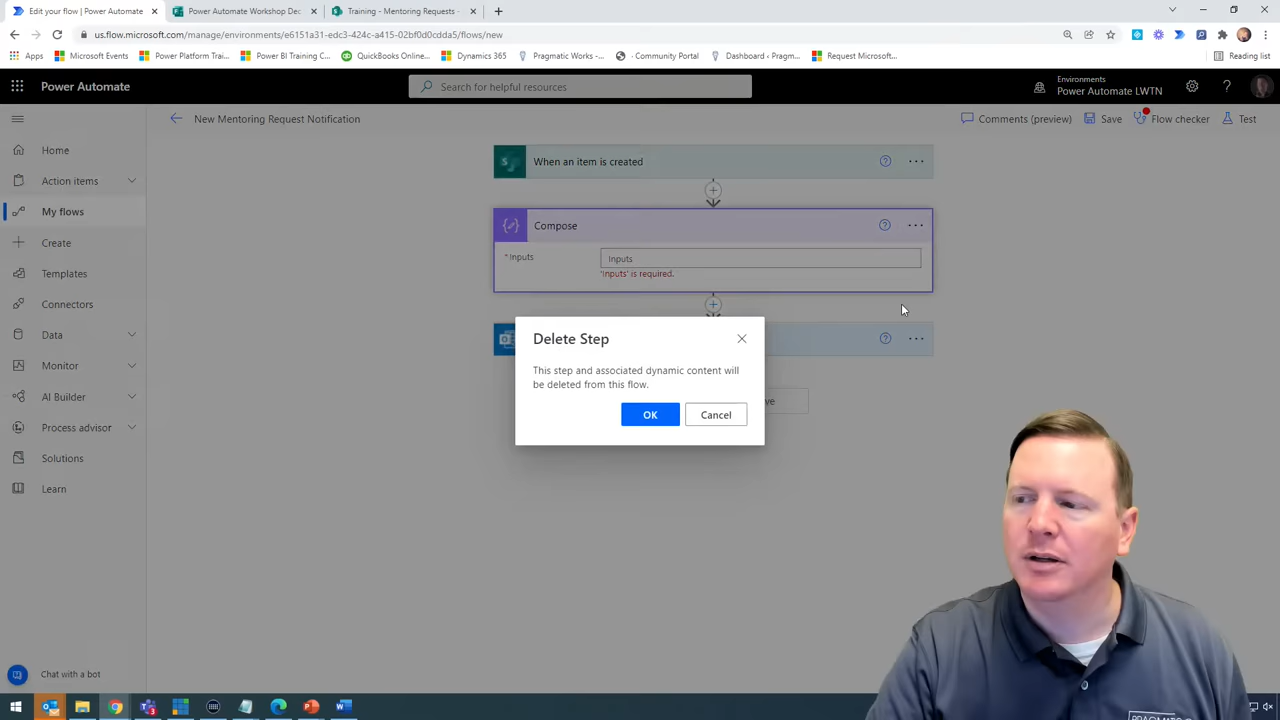 Edit your flow | Power Automate
Power Automate Workshop Dec
Training - Mentoring Requests -
us.flow.microsoft.com/manage/environments/e6151a31-edc3-424c-a415-02bf0d0cdda5/flows/new
Apps
Microsoft Events
Power Platform Trai...
Power BI Training C...
QuickBooks Online...
Dynamics 365
Pragmatic Works -...
- Community Portal
Dashboard ‹ Pragm...
Request Microsoft...
Reading list
Power Automate
Search for helpful resources
Environments
Power Automate LWTN
New Mentoring Request Notification
Comments (preview)
Save
Flow checker
Test
Home
Action items
My flows
Create
Templates
Connectors
Data
Monitor
AI Builder
Process advisor
Solutions
Learn
When an item is created
Compose
* Inputs
Inputs
'Inputs' is required.
Delete Step
This step and associated dynamic content will
be deleted from this flow.
OK
Cancel
Chat with a bot